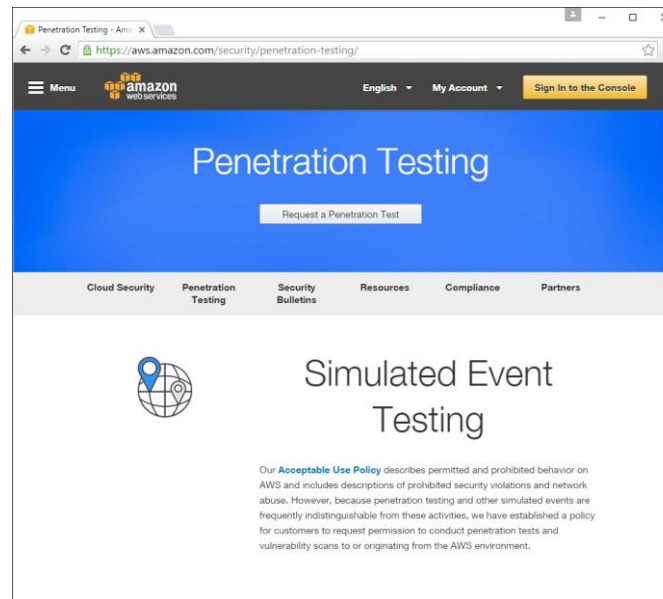 Penetration Testing - Ama
https://aws.amazon.com/security/penetration-testing/
Menu
amazon
webservices
English
My Account
Sign In to the Console
Penetration Testing
Request a Penetration Test
Cloud Security
Penetration
Testing
Security
Bulletins
Resources
Compliance
Partners
Simulated Event
Testing
Our Acceptable Use Policy describes permitted and prohibited behavior on
AWS and includes descriptions of prohibited security violations and network
abuse. However, because penetration testing and other simulated events are
frequently indistinguishable from these activities, we have established a policy
for customers to request permission to conduct penetration tests and
vulnerability scans to or originating from the AWS environment.